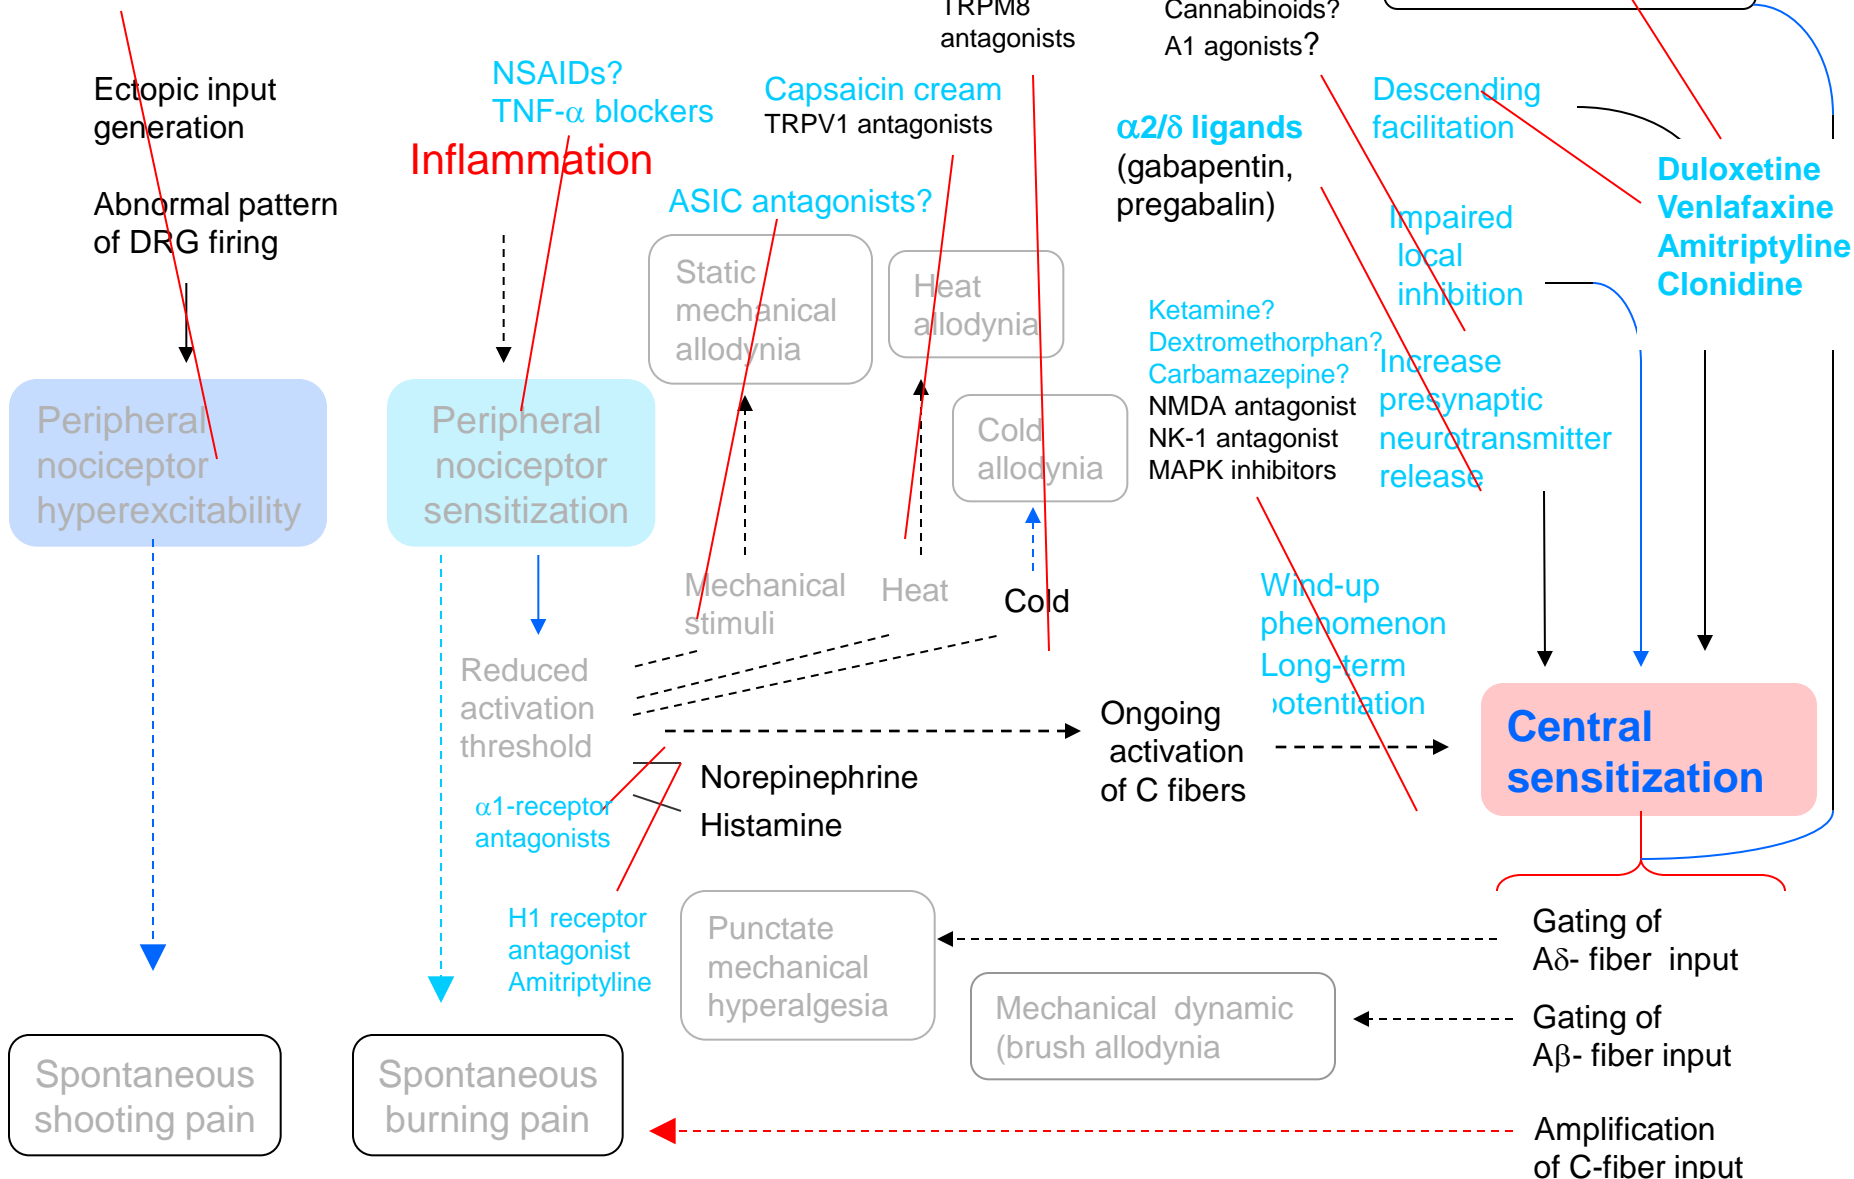 TRPM8
antagonists
Cannabinoids?
A1 agonists?
Ectopic input
generation
Abnormal pattern
of DRG firing
NSAIDs?
TNF-α blockers
Inflammation
Capsaicin cream
TRPV1 antagonists
ASIC antagonists?
α2/δ ligands
(gabapentin,
pregabalin)
Descending
facilitation
Duloxetine
Venlafaxine
Amitriptyline
Clonidine
Impaired
local
inhibition
Static
mechanical
allodynia
Heat
allodynia
Cold
allodynia
Ketamine?
Dextromethorphan?
Carbamazepine?
NMDA antagonist
NK-1 antagonist
MAPK inhibitors
Increase
presynaptic
neurotransmitter
release
Peripheral
nociceptor
hyperexcitability
Peripheral
nociceptor
sensitization
Mechanical
stimuli
Heat
Cold
Wind-up
phenomenon
Long-term
potentiation
Reduced
activation
threshold
Ongoing
activation
of C fibers
Central
sensitization
Norepinephrine
Histamine
α1-receptor
antagonists
H1 receptor
antagonist
Amitriptyline
Punctate
mechanical
hyperalgesia
Mechanical dynamic
(brush allodynia
Gating of
Aδ- fiber input
Gating of
Aβ- fiber input
Amplification
of C-fiber input
Spontaneous
shooting pain
Spontaneous
burning pain